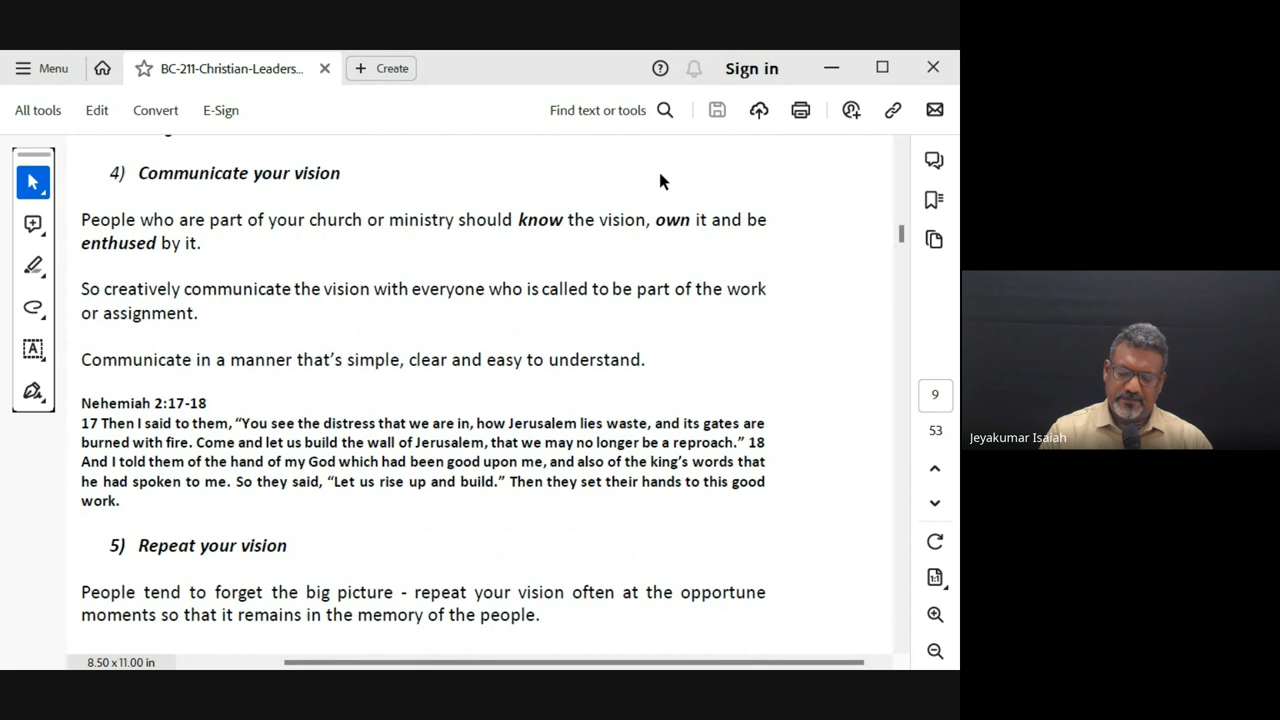 Menu
BC-211-Christian-Leaders...
Create
Sign in
All tools
Edit
Convert
E-Sign
Find text or tools
4) Communicate your vision
People who are part of your church or ministry should know the vision, own it and be
enthused by it.
So creatively communicate the vision with everyone who is called to be part of the work
or assignment.
Communicate in a manner that's simple, clear and easy to understand.
Nehemiah 2:17-18
17 Then I said to them, “You see the distress that we are in, how Jerusalem lies waste, and its gates are
burned with fire. Come and let us build the wall of Jerusalem, that we may no longer be a reproach.” 18
And I told them of the hand of my God which had been good upon me, and also of the king’s words that
he had spoken to me. So they said, “Let us rise up and build.” Then they set their hands to this good
work.
5) Repeat your vision
People tend to forget the big picture - repeat your vision often at the opportune
moments so that it remains in the memory of the people.
8.50 x 11.00 in
9
53
1:1
Jeyakumar Isaiah